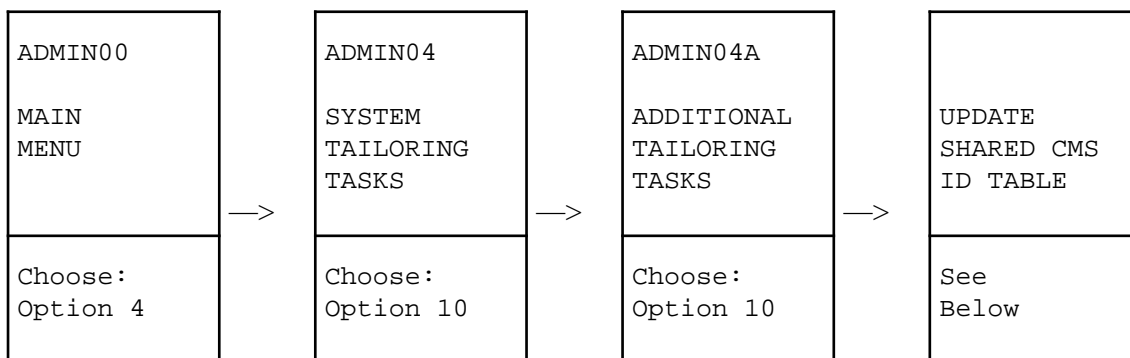 ADMIN00
MAIN
MENU
Choose:
Option 4
—>
ADMIN04
SYSTEM
TAILORING
TASKS
Choose:
Option 10
—>
ADMIN04A
ADDITIONAL
TAILORING
TASKS
Choose:
Option 10
—>
UPDATE
SHARED CMS
ID TABLE
See
Below